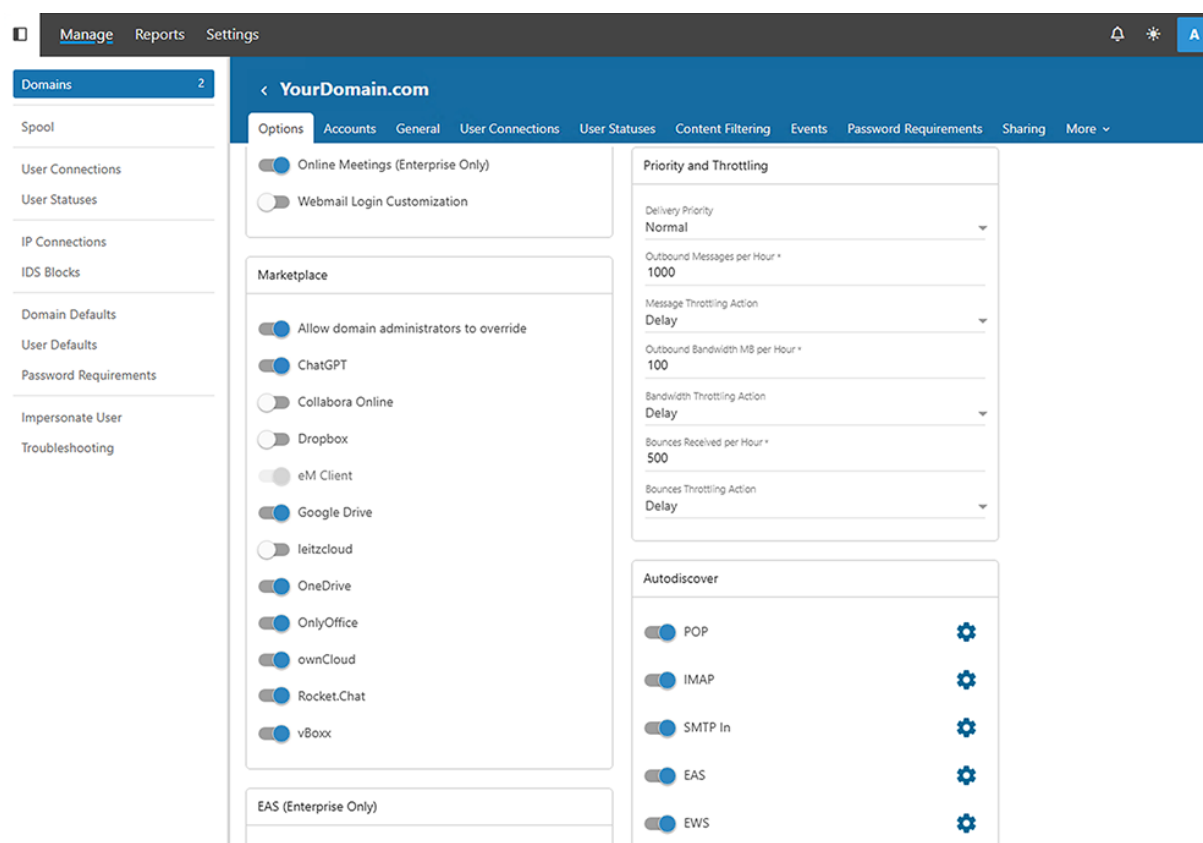 Manage Reports Settings
A
Domains 2
Spool
User Connections
User Statuses
IP Connections
IDS Blocks
Domain Defaults
User Defaults
Password Requirements
Impersonate User
Troubleshooting
YourDomain.com
Options Accounts General User Connections User Statuses Content Filtering Events Password Requirements Sharing More
Online Meetings (Enterprise Only)
Webmail Login Customization
Marketplace
Allow domain administrators to override
ChatGPT
Collabora Online
Dropbox
eM Client
Google Drive
leitzcloud
OneDrive
OnlyOffice
ownCloud
Rocket.Chat
vBoxx
EAS (Enterprise Only)
Priority and Throttling
Delivery Priority
Normal
Outbound Messages per Hour *
1000
Message Throttling Action
Delay
Outbound Bandwidth MB per Hour *
100
Bandwidth Throttling Action
Delay
Bounces Received per Hour *
500
Bounces Throttling Action
Delay
Autodiscover
POP
IMAP
SMTP In
EAS
EWS